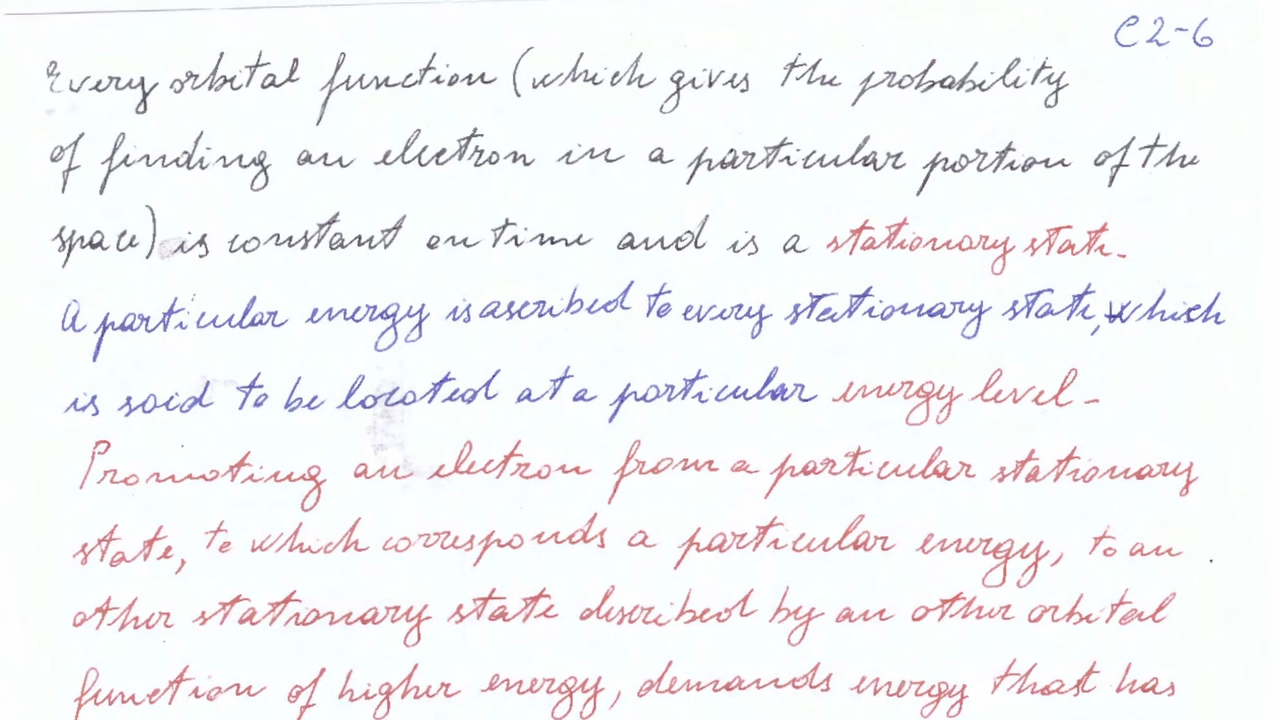 C2-6
Every orbital function (which gives the probability
of finding an electron in a particular portion of the
space) is constant on time and is a stationary state.
A particular energy is ascribed to every stationary state, which
is said to be located at a particular energy level.
Promoting an electron from a particular stationary
state, to which corresponds a particular energy, to an
other stationary state described by an other orbital
function of higher energy, demands energy that has